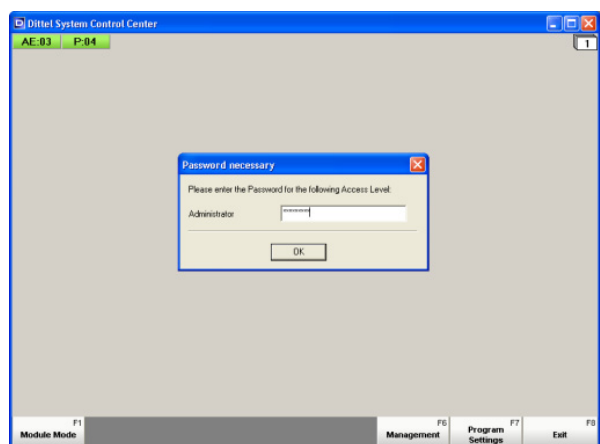 Dittel System Control Center
AE:03 P:04
1
Password necessary
Please enter the Password for the following Access Level:
Administrator ********
OK
F1 F6 F7 F8
Module Mode Management Program Settings Exit